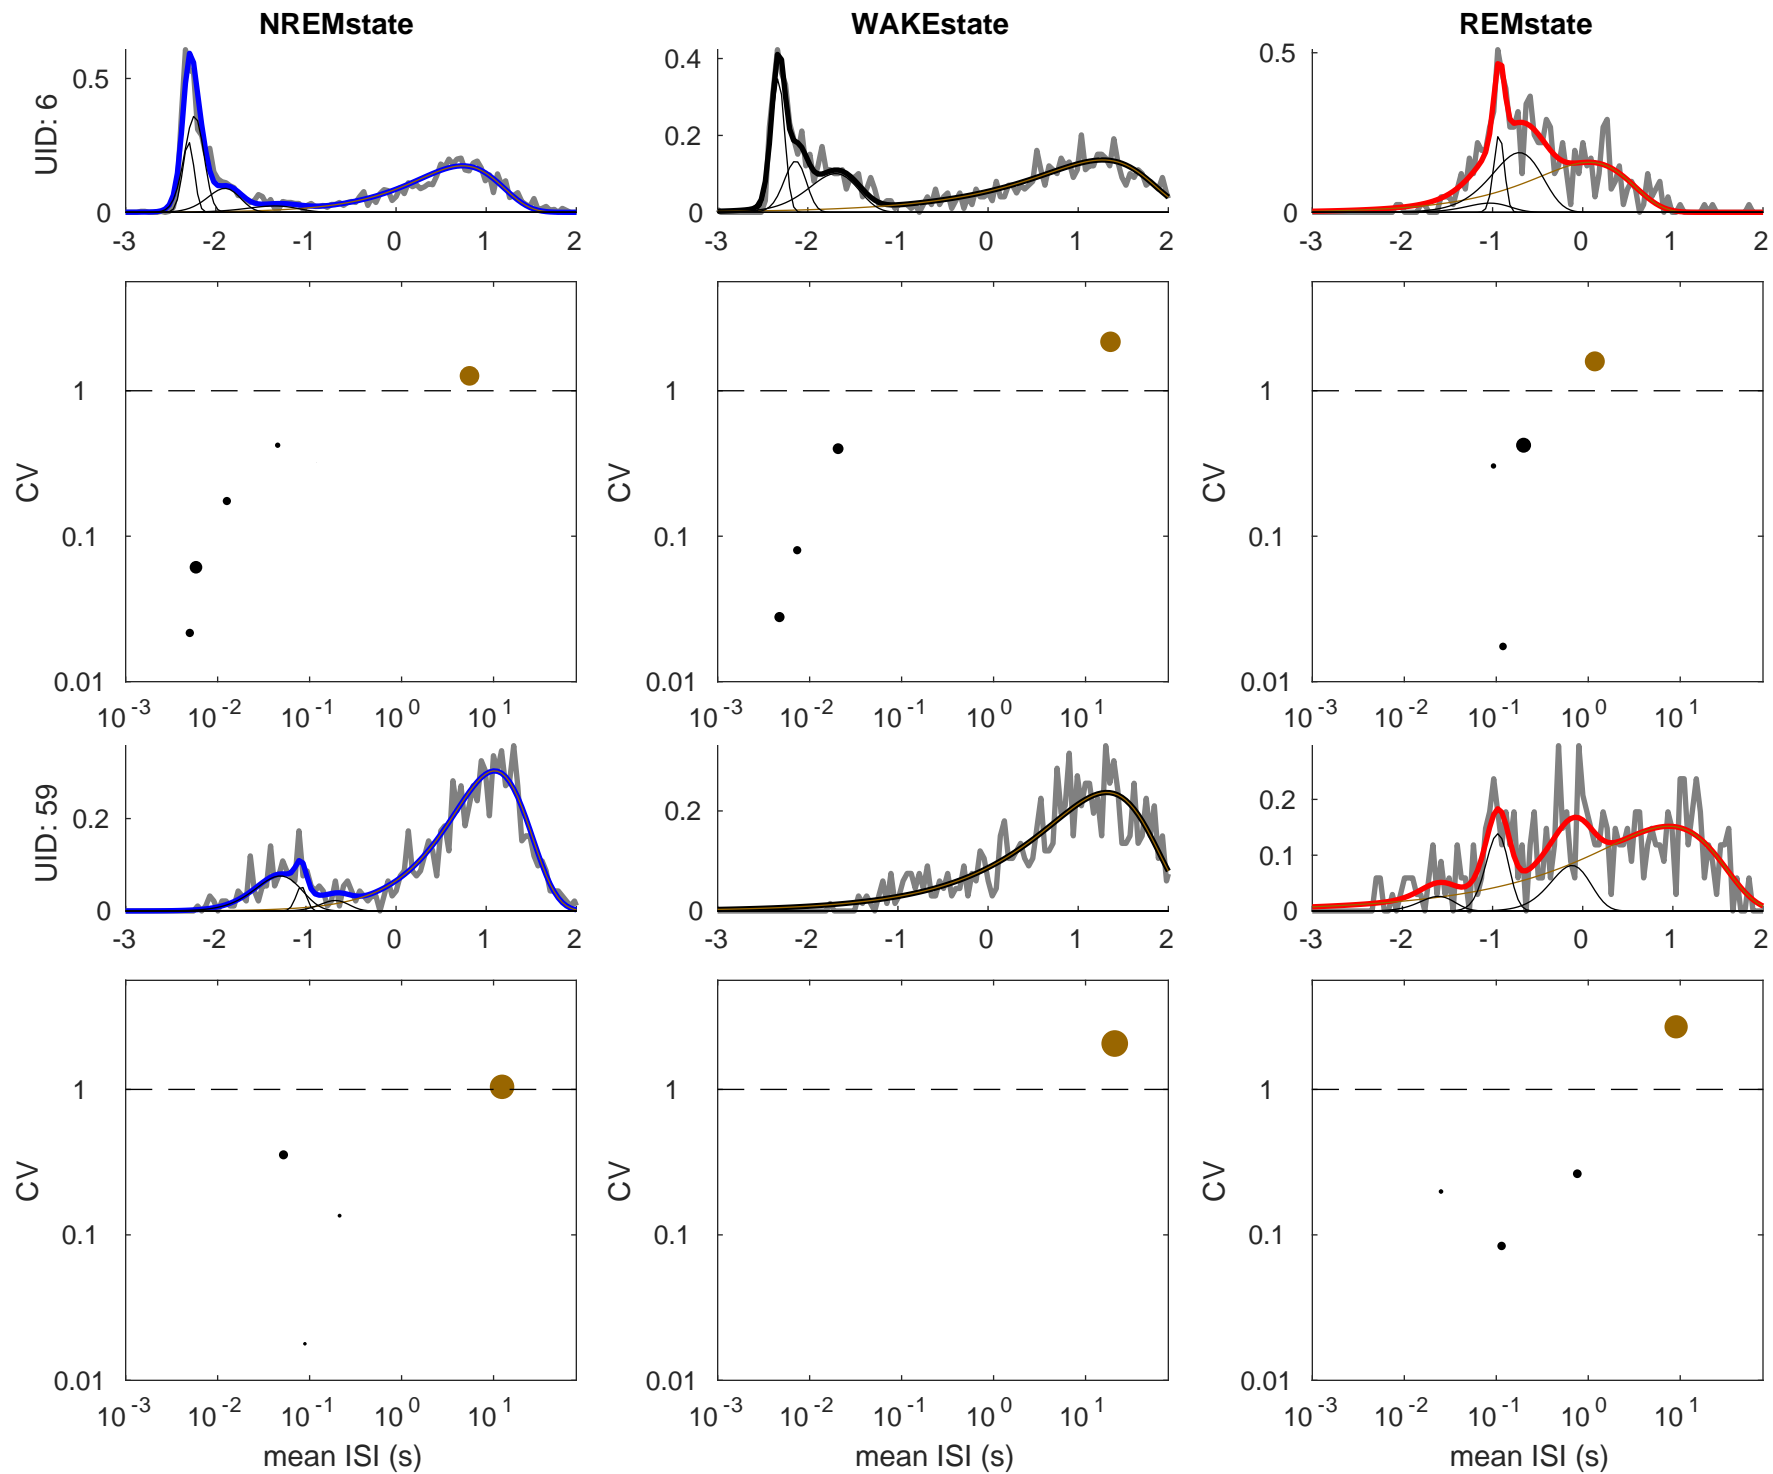 NREMstate WAKEstate REMstate
0.5 0.4 0.5
UID: 6
0.2
0 0 0
-3 -2 -1 0 1 2 -3 -2 -1 0 1 2 -3 -2 -1 0 1 2
1 1 1
CV CV CV
0.1 0.1 0.1
0.01 0.01 0.01
10^-3 10^-2 10^-1 10^0 10^1 10^-3 10^-2 10^-1 10^0 10^1 10^-3 10^-2 10^-1 10^0 10^1
UID: 59
0.2 0.2 0.2
0.1
0 0 0
-3 -2 -1 0 1 2 -3 -2 -1 0 1 2 -3 -2 -1 0 1 2
1 1 1
CV CV CV
0.1 0.1 0.1
0.01 0.01 0.01
10^-3 10^-2 10^-1 10^0 10^1 10^-3 10^-2 10^-1 10^0 10^1 10^-3 10^-2 10^-1 10^0 10^1
mean ISI (s) mean ISI (s) mean ISI (s)